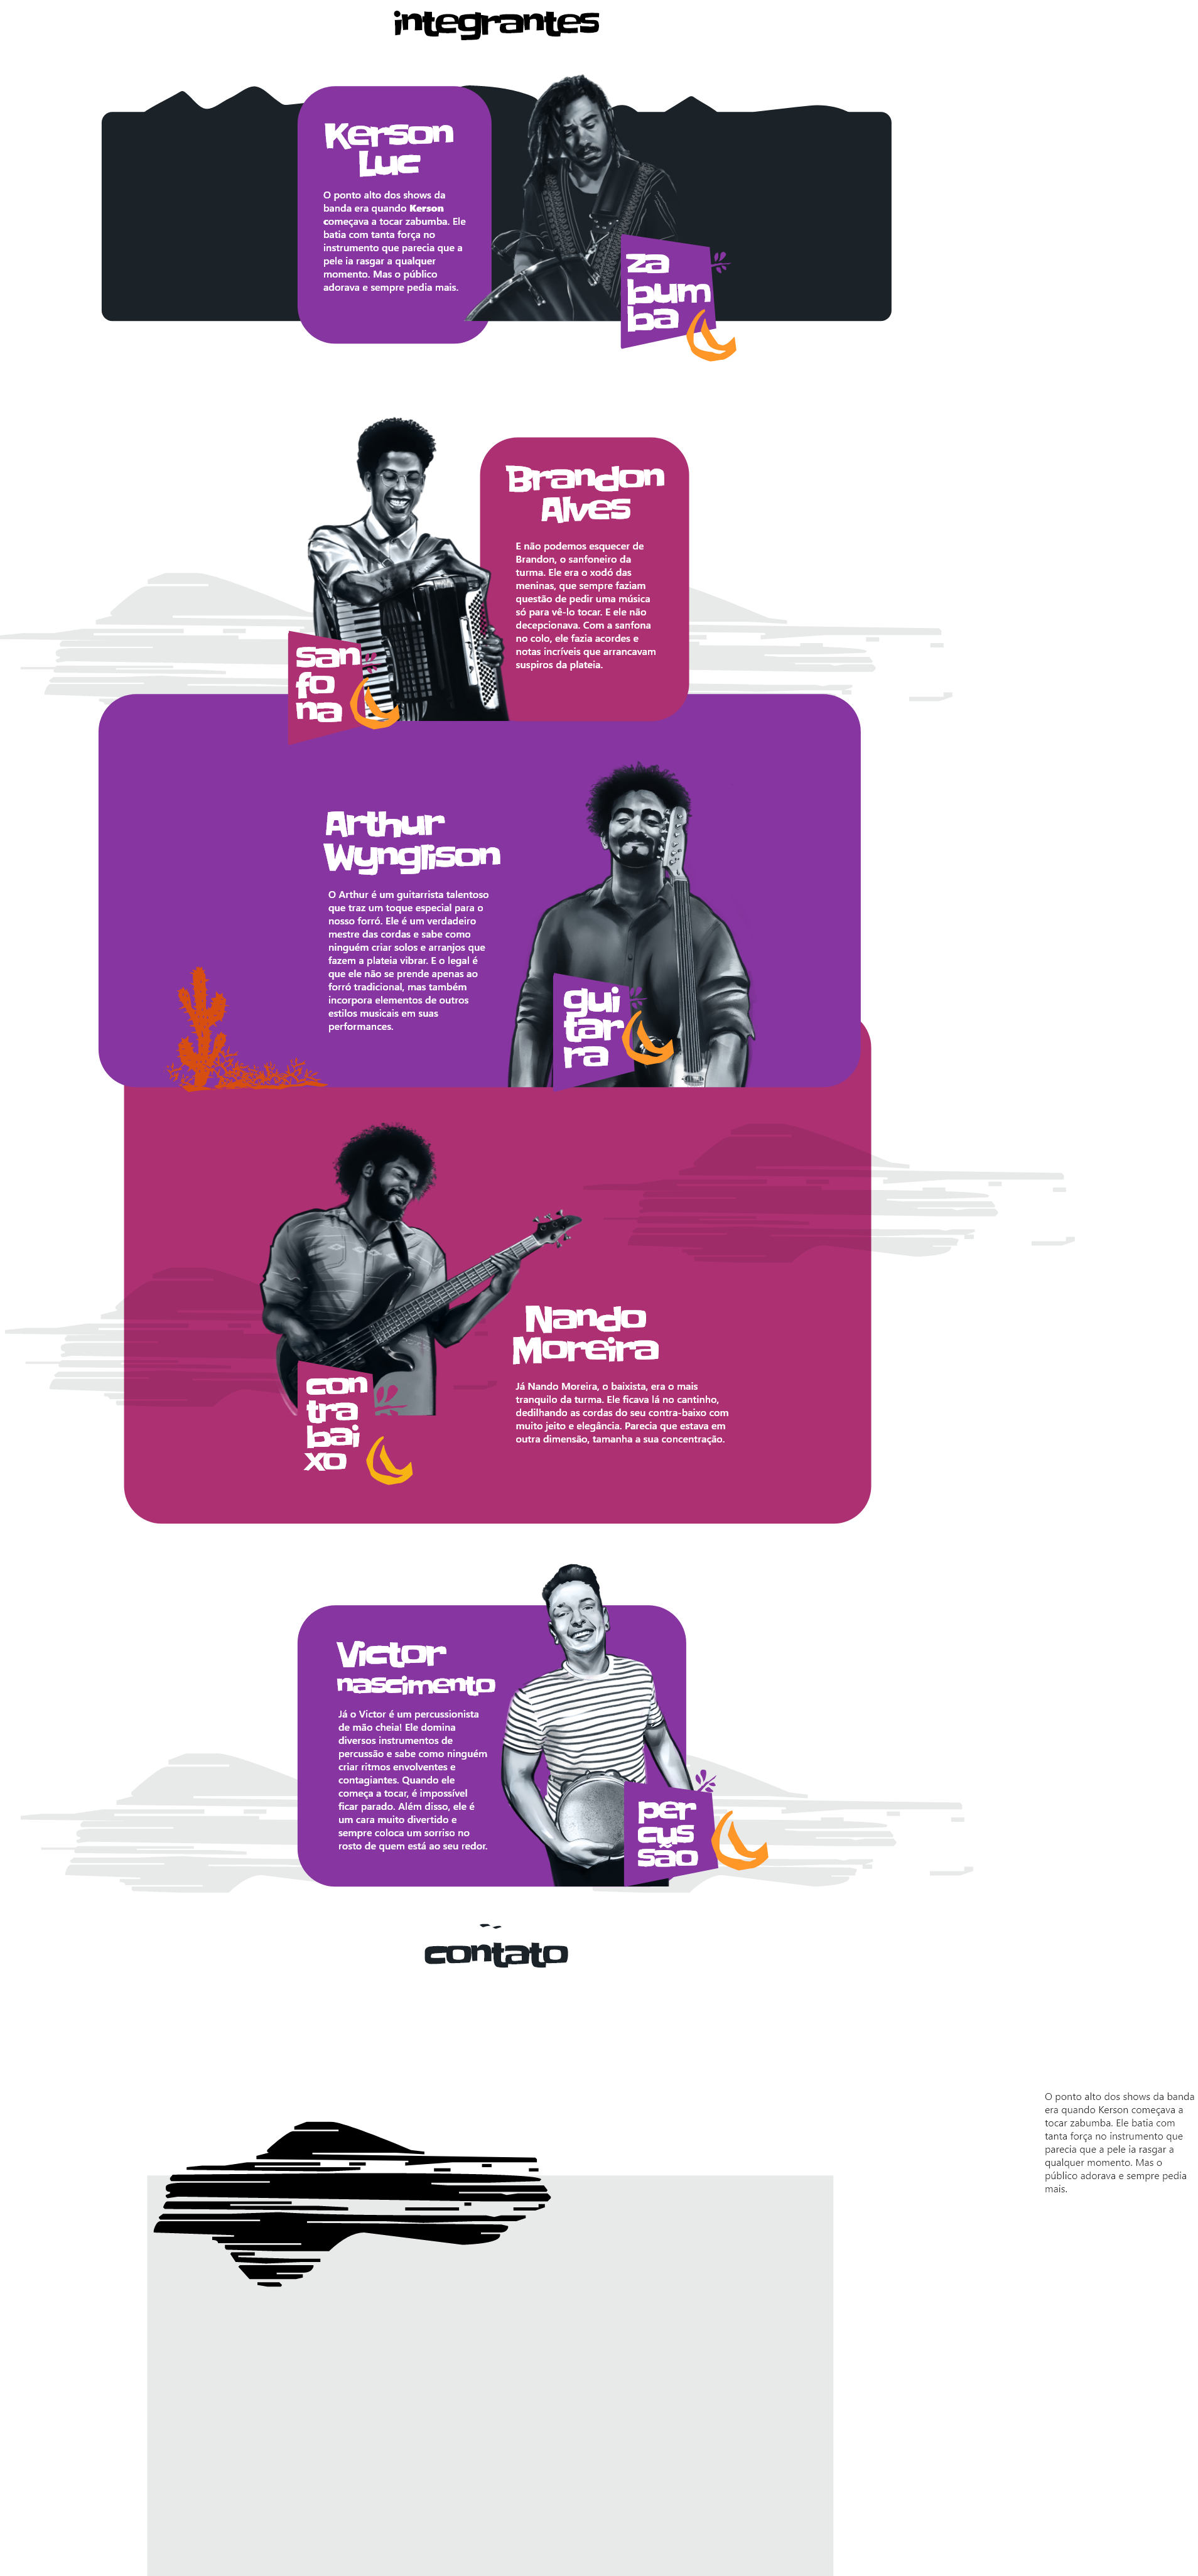 integrantes
Kerson
Luc
O ponto alto dos shows da
banda era quando Kerson
começava a tocar zabumba. Ele
batia com tanta força no
instrumento que parecia que a
pele ia rasgar a qualquer
momento. Mas o público
adorava e sempre pedia mais.
za
bum
ba
Brandon
Alves
E não podemos esquecer de
Brandon, o sanfoneiro da
turma. Ele era o xodó das
meninas, que sempre faziam
questão de pedir uma música
só para vê-lo tocar. E ele não
decepcionava. Com a sanfona
no colo, ele fazia acordes e
notas incríveis que arrancavam
suspiros da plateia.
san
fo
na
Arthur
Wynglison
O Arthur é um guitarrista talentoso
que traz um toque especial para o
nosso forró. Ele é um verdadeiro
mestre das cordas e sabe como
ninguém criar solos e arranjos que
fazem a plateia vibrar. E o legal é
que ele não se prende apenas ao
forró tradicional, mas também
incorpora elementos de outros
estilos musicais em suas
performances.
gui
tar
ra
Nando
Moreira
Já Nando Moreira, o baixista, era o mais
tranquilo da turma. Ele ficava lá no cantinho,
dedilhando as cordas do seu contra-baixo com
muito jeito e elegância. Parecia que estava em
outra dimensão, tamanha a sua concentração.
con
tra
bai
xo
Victor
nascimento
Já o Victor é um percussionista
de mão cheia! Ele domina
diversos instrumentos de
percussão e sabe como ninguém
criar ritmos envolventes e
contagiantes. Quando ele
começa a tocar, é impossível
ficar parado. Além disso, ele é
um cara muito divertido e
sempre coloca um sorriso no
rosto de quem está ao seu redor.
per
cus
são
contato
O ponto alto dos shows da banda
era quando Kerson começava a
tocar zabumba. Ele batia com
tanta força no instrumento que
parecia que a pele ia rasgar a
qualquer momento. Mas o
público adorava e sempre pedia
mais.